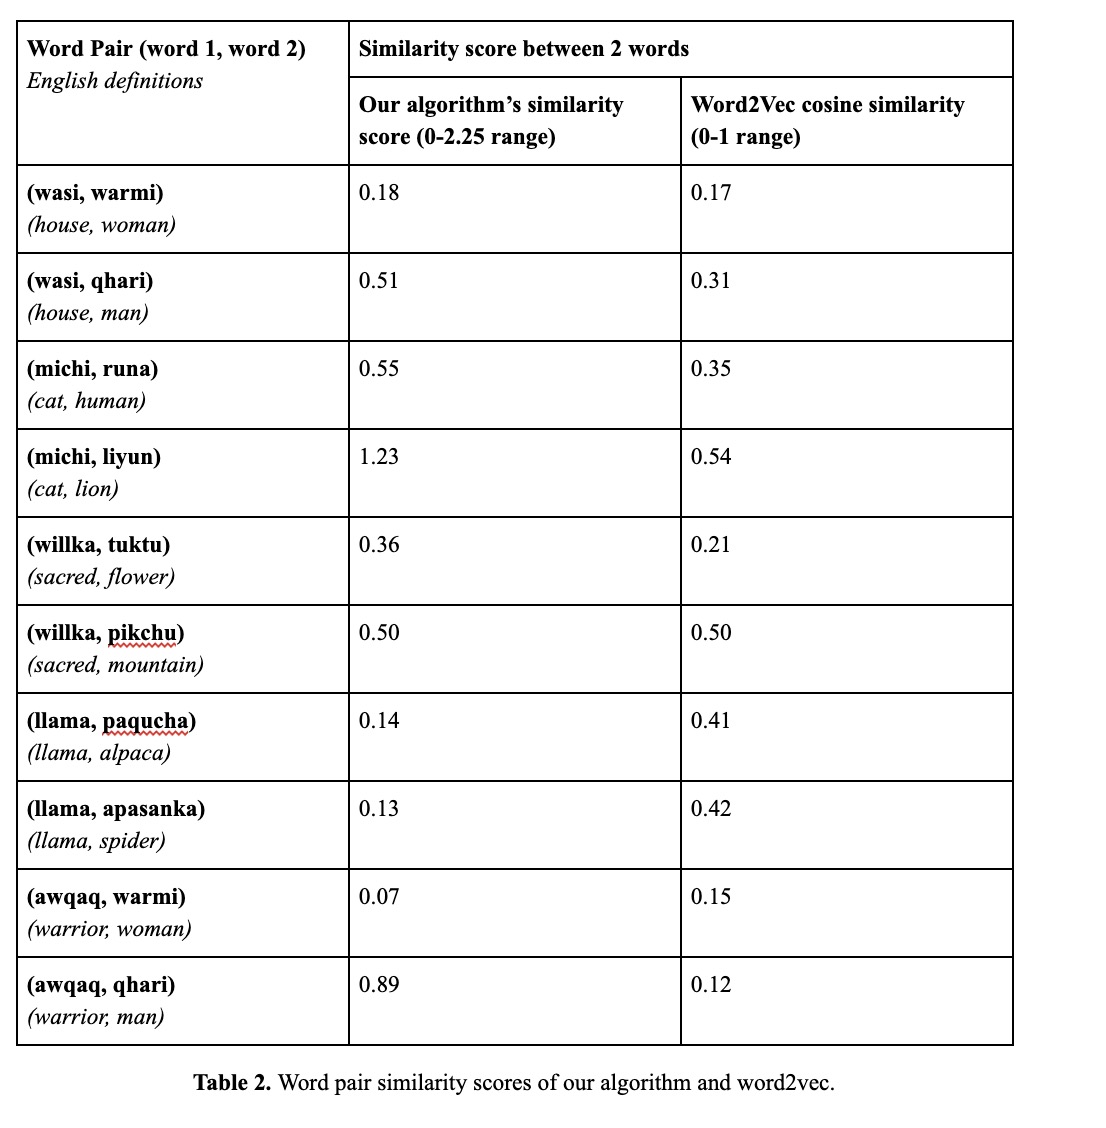 Word Pair (word 1, word 2)
English definitions
Similarity score between 2 words
Our algorithm’s similarity
score (0-2.25 range)
Word2Vec cosine similarity
(0-1 range)
(wasi, warmi)
(house, woman)
0.18
0.17
(wasi, qhari)
(house, man)
0.51
0.31
(michi, runa)
(cat, human)
0.55
0.35
(michi, liyun)
(cat, lion)
1.23
0.54
(willka, tuktu)
(sacred, flower)
0.36
0.21
(willka, pikchu)
(sacred, mountain)
0.50
0.50
(llama, paqucha)
(llama, alpaca)
0.14
0.41
(llama, apasanka)
(llama, spider)
0.13
0.42
(awqaq, warmi)
(warrior, woman)
0.07
0.15
(awqaq, qhari)
(warrior, man)
0.89
0.12
Table 2. Word pair similarity scores of our algorithm and word2vec.